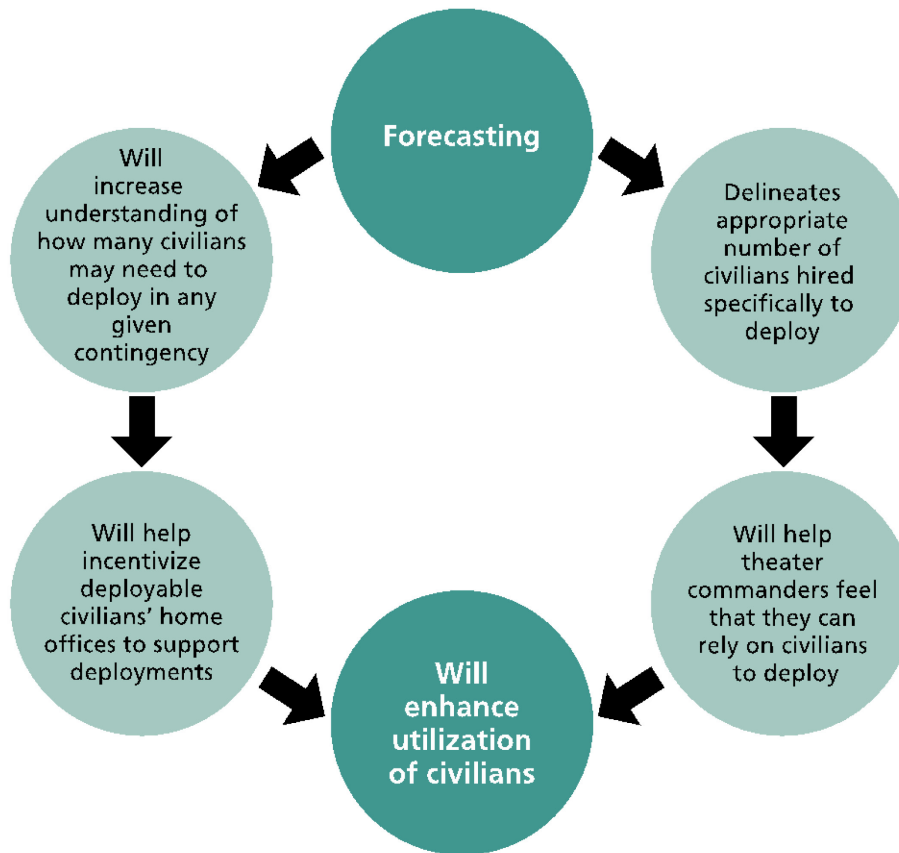 Forecasting
Will
increase
understanding of
how many civilians
may need to
deploy in any
given
contingency
Delineates
appropriate
number of
civilians hired
specifically to
deploy
Will help
incentivize
deployable
civilians’ home
offices to support
deployments
Will help
theater
commanders feel
that they can
rely on civilians
to deploy
Will
enhance
utilization
of civilians